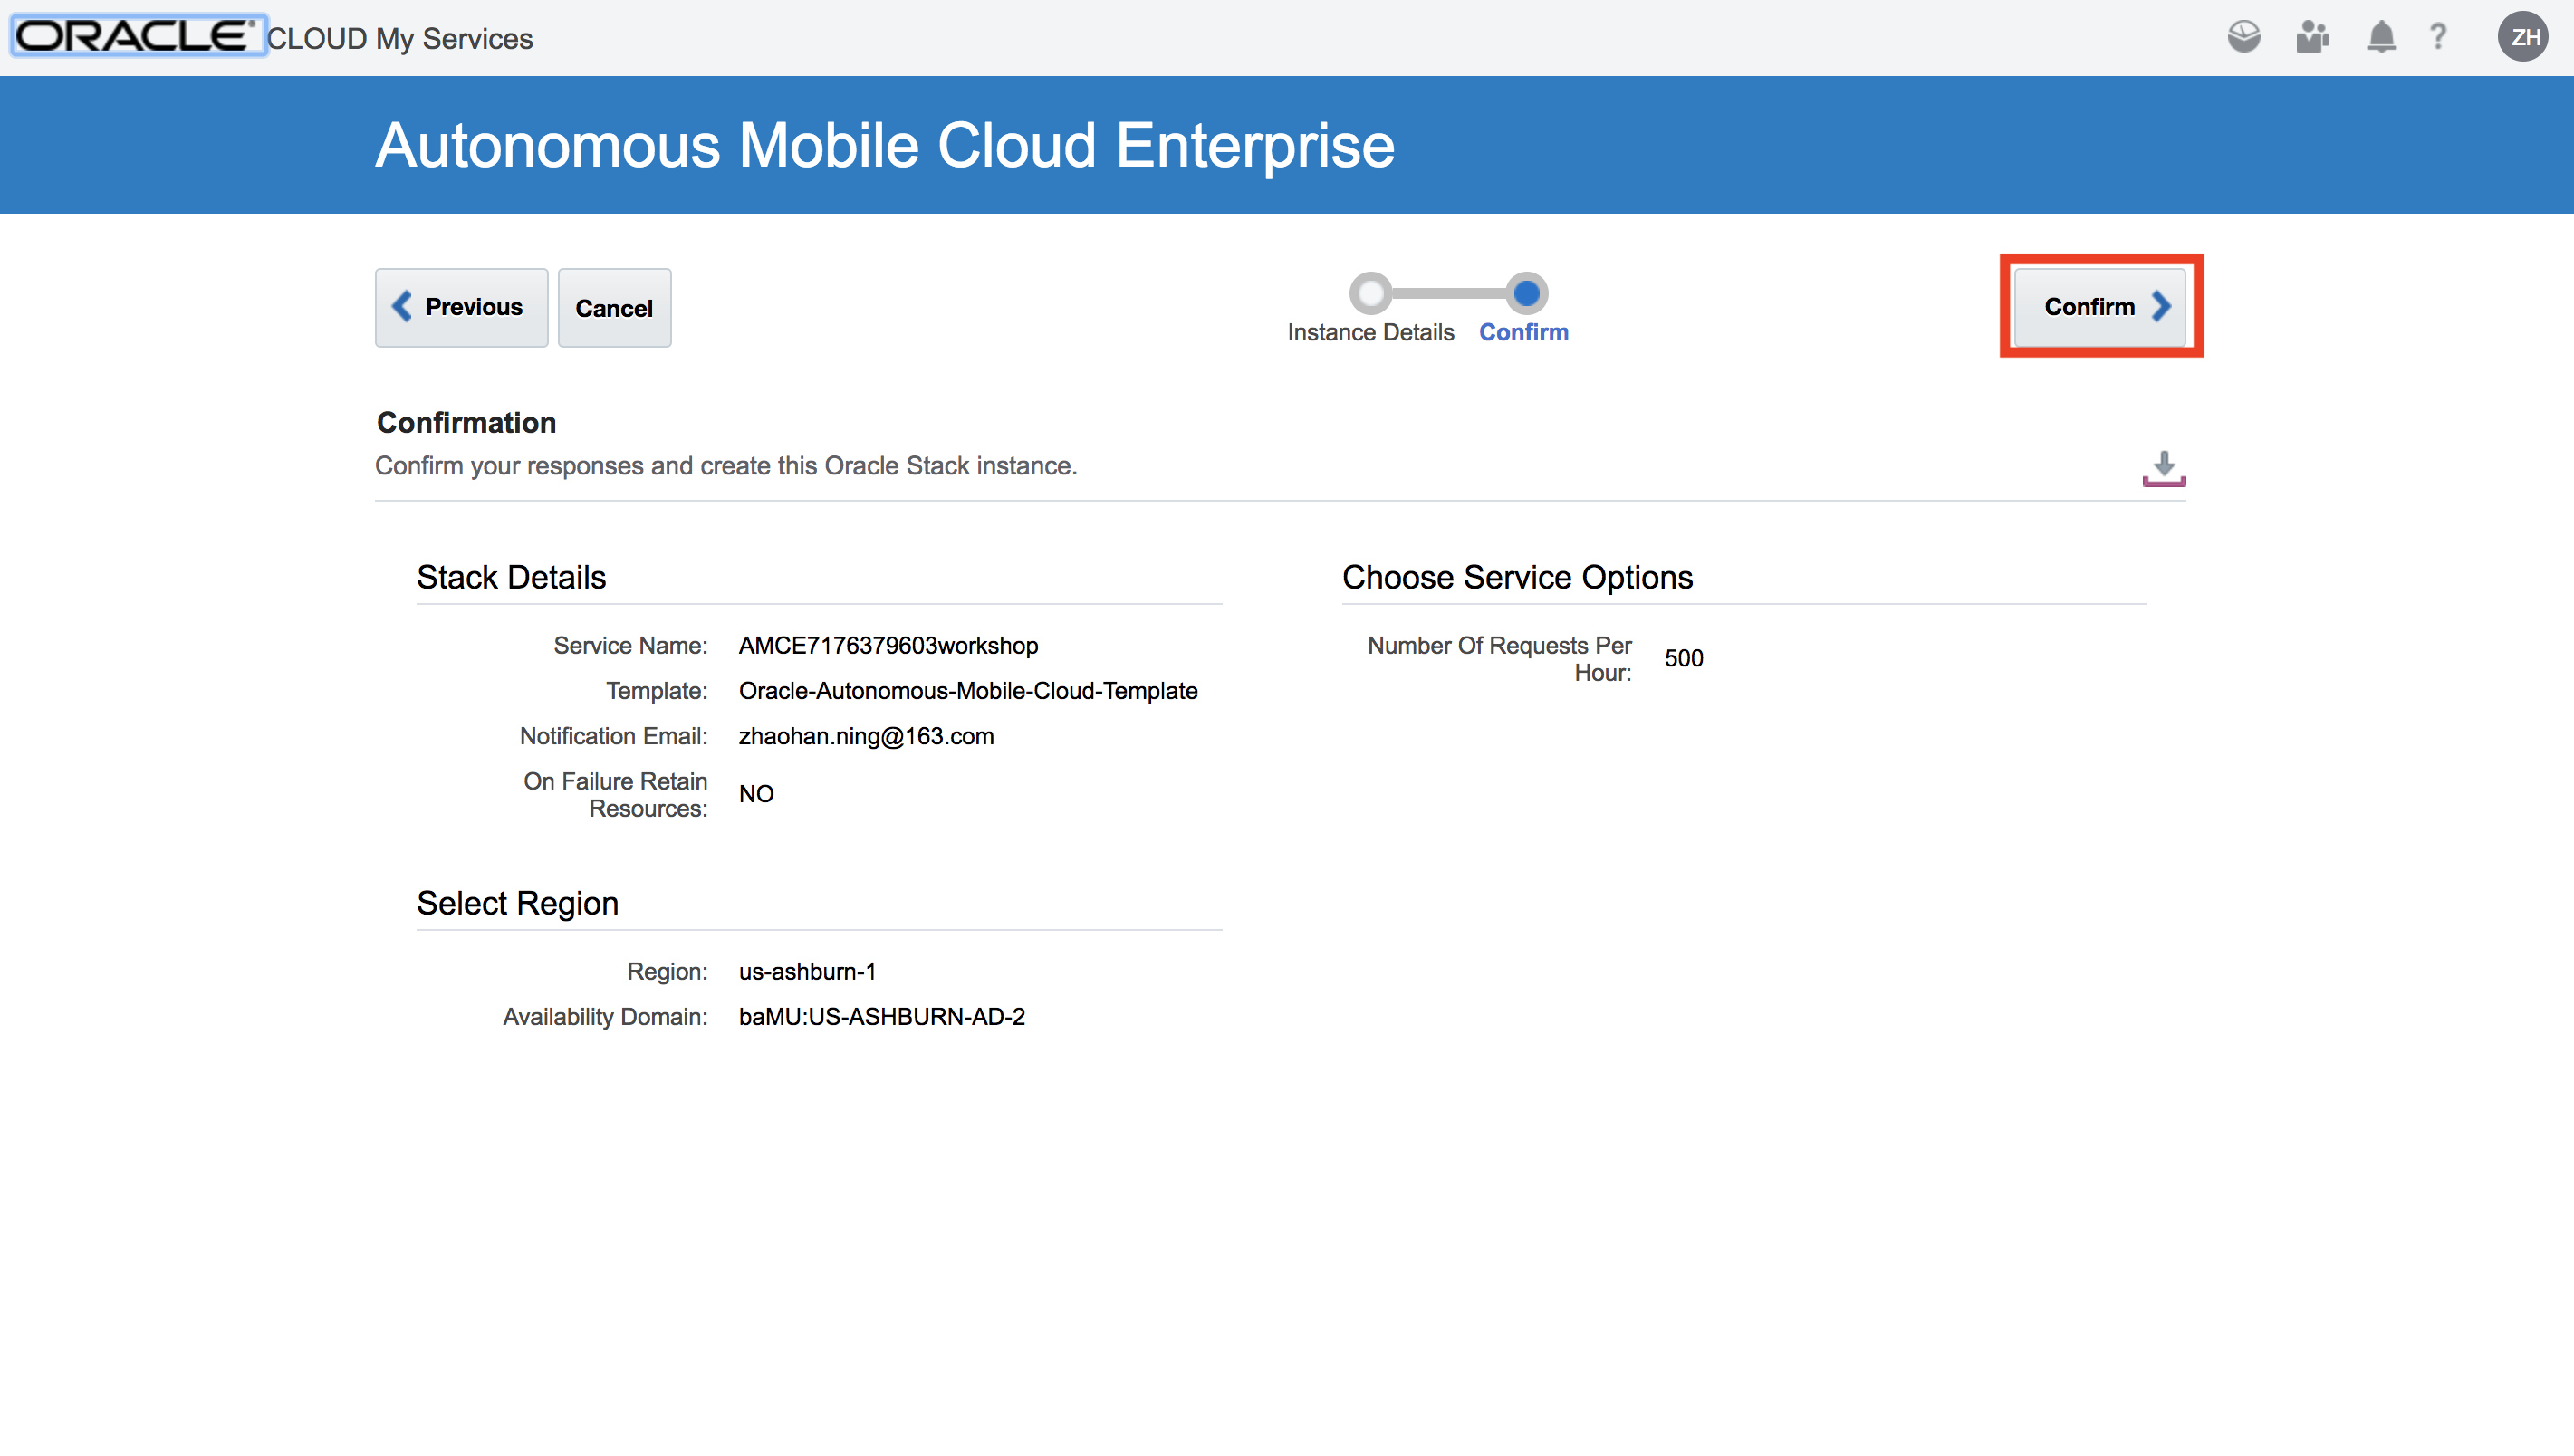 ORACLE® CLOUD My Services
? ZH
Autonomous Mobile Cloud Enterprise
Previous Cancel
Instance Details Confirm
Confirm
Confirmation
Confirm your responses and create this Oracle Stack instance.
Stack Details
Service Name: AMCE7176379603workshop
Template: Oracle-Autonomous-Mobile-Cloud-Template
Notification Email: zhaohan.ning@163.com
On Failure Retain
Resources: NO
Select Region
Region: us-ashburn-1
Availability Domain: baMU:US-ASHBURN-AD-2
Choose Service Options
Number Of Requests Per
Hour: 500